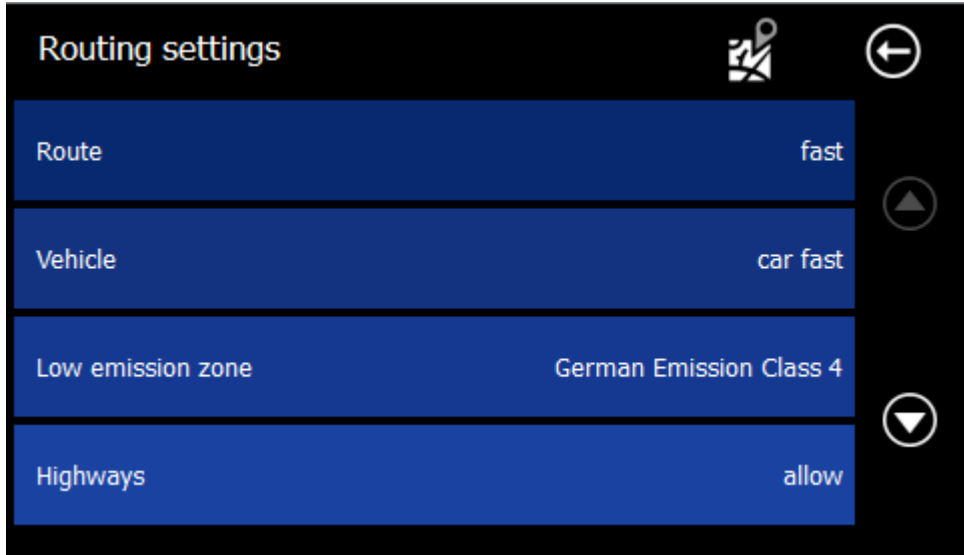 Routing settings
Route fast
Vehicle car fast
Low emission zone German Emission Class 4
Highways allow